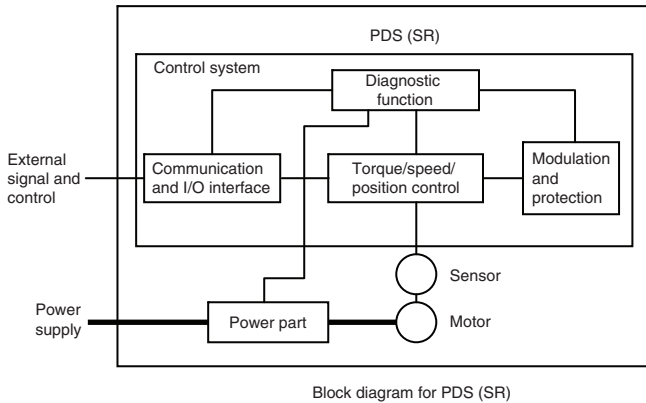 PDS (SR)
Control system
Diagnostic
function
External
signal and
control
Communication
and I/O interface
Torque/speed/
position control
Modulation
and
protection
Sensor
Power
supply
Power part
Motor
Block diagram for PDS (SR)